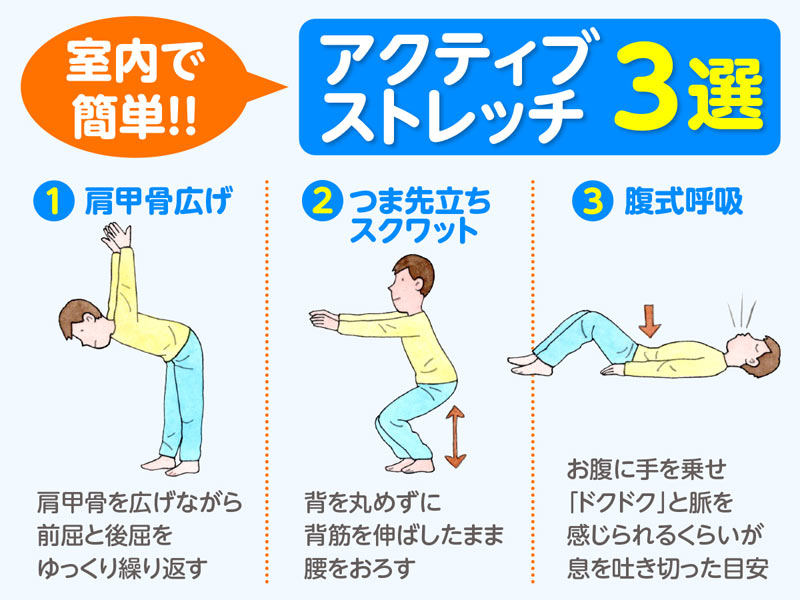 室内で
簡単!!
アクティブ
ストレッチ
3選
1 肩甲骨広げ
肩甲骨を広げながら
前屈と後屈を
ゆっくり繰り返す
2 つま先立ち
スクワット
背を丸めずに
背筋を伸ばしたまま
腰をおろす
3 腹式呼吸
お腹に手を乗せ
「ドクドク」と脈を
感じられるくらいが
息を吐き切った目安